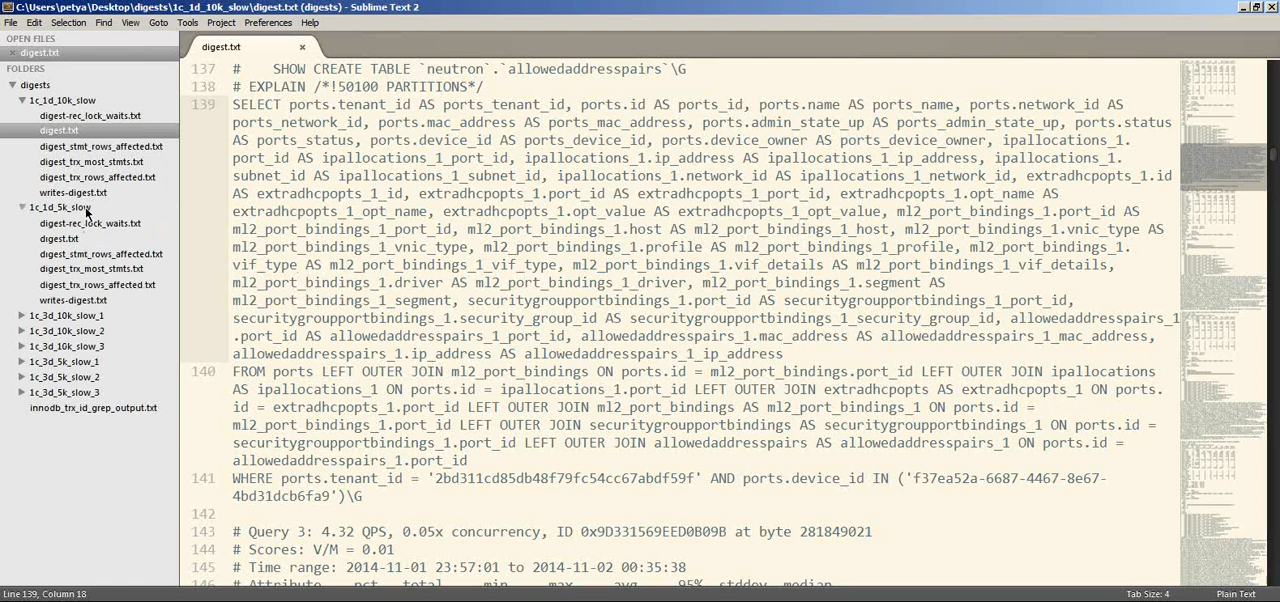 C:\Users\petya\Desktop\digests\1c_1d_10k_slow\digest.txt (digests) - Sublime Text 2
File Edit Selection Find View Goto Tools Project Preferences Help
OPEN FILES
digest.txt
FOLDERS
digests
1c_1d_10k_slow
digest-rec_lock_waits.txt
digest.txt
digest_stmt_rows_affected.txt
digest_trx_most_stmts.txt
digest_trx_rows_affected.txt
writes-digest.txt
1c_1d_5k_slow
digest-rec_lock_waits.txt
digest.txt
digest_stmt_rows_affected.txt
digest_trx_most_stmts.txt
digest_trx_rows_affected.txt
writes-digest.txt
1c_3d_10k_slow_1
1c_3d_10k_slow_2
1c_3d_10k_slow_3
1c_3d_5k_slow_1
1c_3d_5k_slow_2
1c_3d_5k_slow_3
innodb_trx_id_grep_output.txt
digest.txt
137 #    SHOW CREATE TABLE `neutron`.`allowedaddresspairs`\G
138 # EXPLAIN /*!50100 PARTITIONS*/
139 SELECT ports.tenant_id AS ports_tenant_id, ports.id AS ports_id, ports.name AS ports_name, ports.network_id AS
ports_network_id, ports.mac_address AS ports_mac_address, ports.admin_state_up AS ports_admin_state_up, ports.status
AS ports_status, ports.device_id AS ports_device_id, ports.device_owner AS ports_device_owner, ipallocations_1.
port_id AS ipallocations_1_port_id, ipallocations_1.ip_address AS ipallocations_1_ip_address, ipallocations_1.
subnet_id AS ipallocations_1_subnet_id, ipallocations_1.network_id AS ipallocations_1_network_id, extradhcpopts_1.id
AS extradhcpopts_1_id, extradhcpopts_1.port_id AS extradhcpopts_1_port_id, extradhcpopts_1.opt_name AS
extradhcpopts_1_opt_name, extradhcpopts_1.opt_value AS extradhcpopts_1_opt_value, ml2_port_bindings_1.port_id AS
ml2_port_bindings_1_port_id, ml2_port_bindings_1.host AS ml2_port_bindings_1_host, ml2_port_bindings_1.vnic_type AS
ml2_port_bindings_1_vnic_type, ml2_port_bindings_1.profile AS ml2_port_bindings_1_profile, ml2_port_bindings_1.
vif_type AS ml2_port_bindings_1_vif_type, ml2_port_bindings_1.vif_details AS ml2_port_bindings_1_vif_details,
ml2_port_bindings_1.driver AS ml2_port_bindings_1_driver, ml2_port_bindings_1.segment AS
ml2_port_bindings_1_segment, securitygroupportbindings_1.port_id AS securitygroupportbindings_1_port_id,
securitygroupportbindings_1.security_group_id AS securitygroupportbindings_1_security_group_id, allowedaddresspairs_1
.port_id AS allowedaddresspairs_1_port_id, allowedaddresspairs_1.mac_address AS allowedaddresspairs_1_mac_address,
allowedaddresspairs_1.ip_address AS allowedaddresspairs_1_ip_address
140 FROM ports LEFT OUTER JOIN ml2_port_bindings ON ports.id = ml2_port_bindings.port_id LEFT OUTER JOIN ipallocations
AS ipallocations_1 ON ports.id = ipallocations_1.port_id LEFT OUTER JOIN extradhcpopts AS extradhcpopts_1 ON ports.
id = extradhcpopts_1.port_id LEFT OUTER JOIN ml2_port_bindings AS ml2_port_bindings_1 ON ports.id =
ml2_port_bindings_1.port_id LEFT OUTER JOIN securitygroupportbindings AS securitygroupportbindings_1 ON ports.id =
securitygroupportbindings_1.port_id LEFT OUTER JOIN allowedaddresspairs AS allowedaddresspairs_1 ON ports.id =
allowedaddresspairs_1.port_id
141 WHERE ports.tenant_id = '2bd311cd85db48f79fc54cc67abdf59f' AND ports.device_id IN ('f37ea52a-6687-4467-8e67-
4bd31dcb6fa9')\G
142
143 # Query 3: 4.32 QPS, 0.05x concurrency, ID 0x9D331569EED0B09B at byte 281849021
144 # Scores: V/M = 0.01
145 # Time range: 2014-11-01 23:57:01 to 2014-11-02 00:35:38
146 # Attribute    pct   total     min     max     avg     95%  stddev  median
Line 139, Column 18
Tab Size: 4
Plain Text